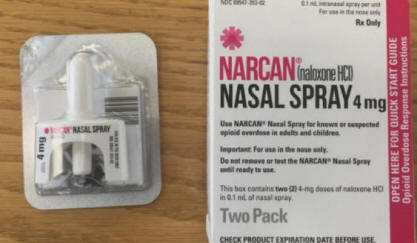 4 mg
NARCAN® NASAL SPRAY
NDC 69547-353-02
0.1 mL intranasal spray per unit
For use in the nose only
Rx Only
NARCAN® (naloxone HCl)
NASAL SPRAY 4 mg
Use NARCAN® Nasal Spray for known or suspected
opioid overdose in adults and children.
Important: For use in the nose only.
Do not remove or test the NARCAN® Nasal Spray
until ready to use.
This box contains two (2) 4-mg doses of naloxone HCl
in 0.1 mL of nasal spray.
Two Pack
CHECK PRODUCT EXPIRATION DATE BEFORE USE.
OPEN HERE FOR QUICK START GUIDE
Opioid Overdose Response Instructions